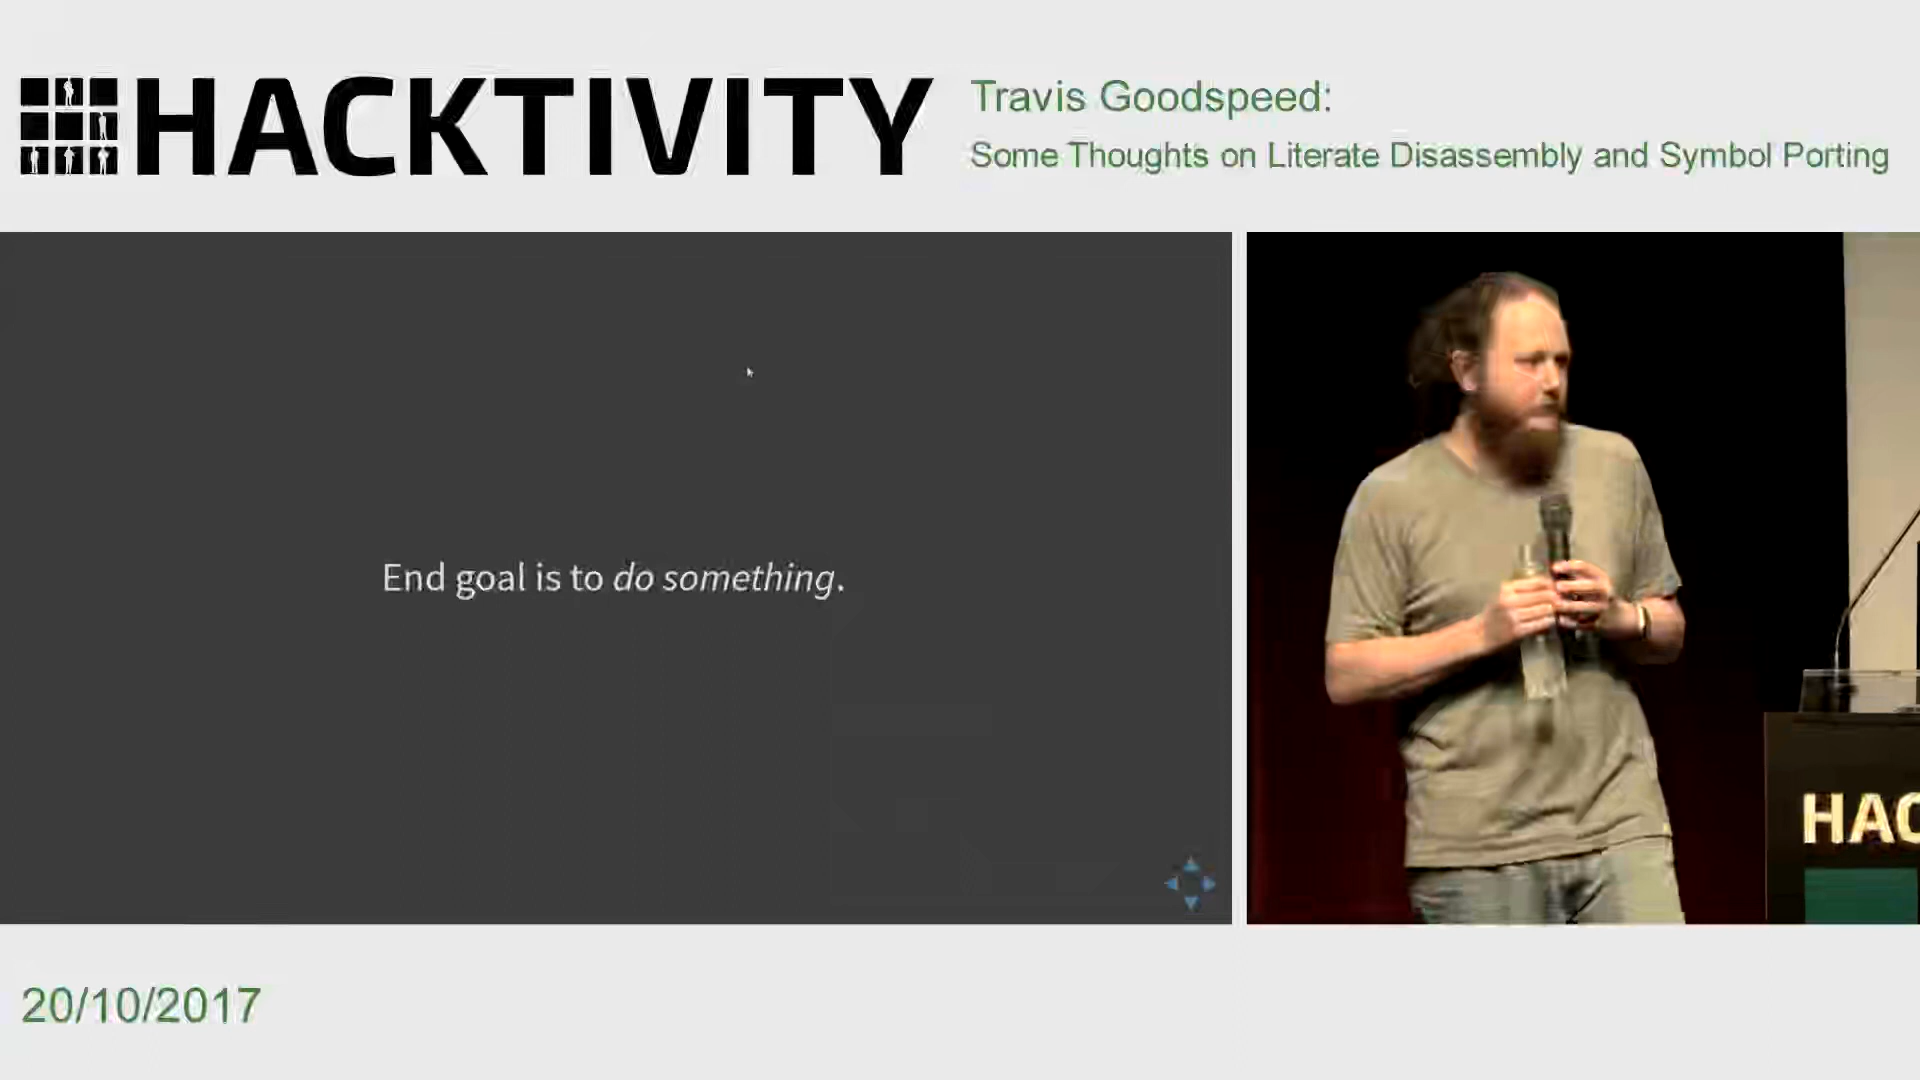 HACKTIVITY
Travis Goodspeed:
Some Thoughts on Literate Disassembly and Symbol Porting
End goal is to do something.
HAC
20/10/2017